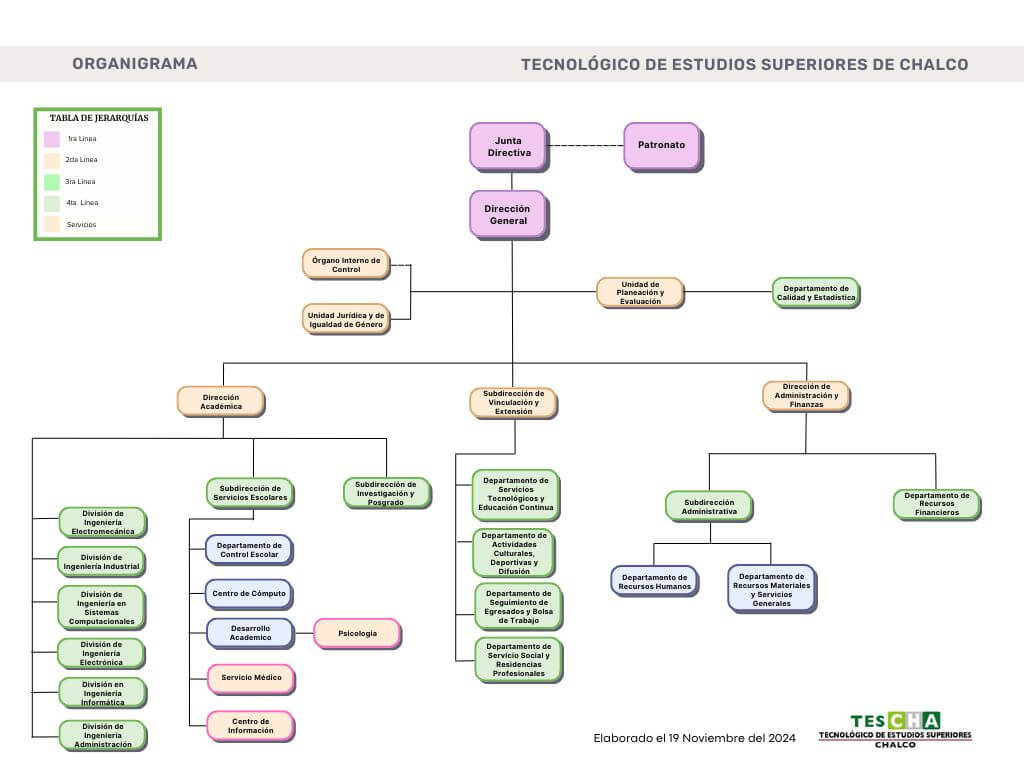 ORGANIGRAMA
TECNOLÓGICO DE ESTUDIOS SUPERIORES DE CHALCO
TABLA DE JERARQUÍAS
1ra Línea
2da Línea
3ra Línea
4ta Línea
Servicios
Junta
Directiva
Patronato
Dirección
General
Órgano Interno de
Control
Unidad Jurídica y de
Igualdad de Género
Unidad de
Planeación y
Evaluación
Departamento de
Calidad y Estadística
Dirección
Académica
Subdirección de
Vinculación y
Extensión
Dirección de
Administración y
Finanzas
Subdirección de
Servicios Escolares
Subdirección de
Investigación y
Posgrado
División de
Ingeniería
Electromecánica
División de
Ingeniería Industrial
División de
Ingeniería en
Sistemas
Computacionales
División de
Ingeniería
Electrónica
División en
Ingeniería
Informática
División de
Ingeniería
Administración
Departamento de
Control Escolar
Centro de Cómputo
Desarrollo
Academico
Psicología
Servicio Médico
Centro de
Información
Departamento de
Servicios
Tecnológicos y
Educación Continua
Departamento de
Actividades
Culturales,
Deportivas y
Difusión
Departamento de
Seguimiento de
Egresados y Bolsa
de Trabajo
Departamento de
Servicio Social y
Residencias
Profesionales
Subdirección
Administrativa
Departamento de
Recursos
Financieros
Departamento de
Recursos Humanos
Departamento de
Recursos Materiales
y Servicios
Generales
Elaborado el 19 Noviembre del 2024
TESCHA
TECNOLÓGICO DE ESTUDIOS SUPERIORES
CHALCO